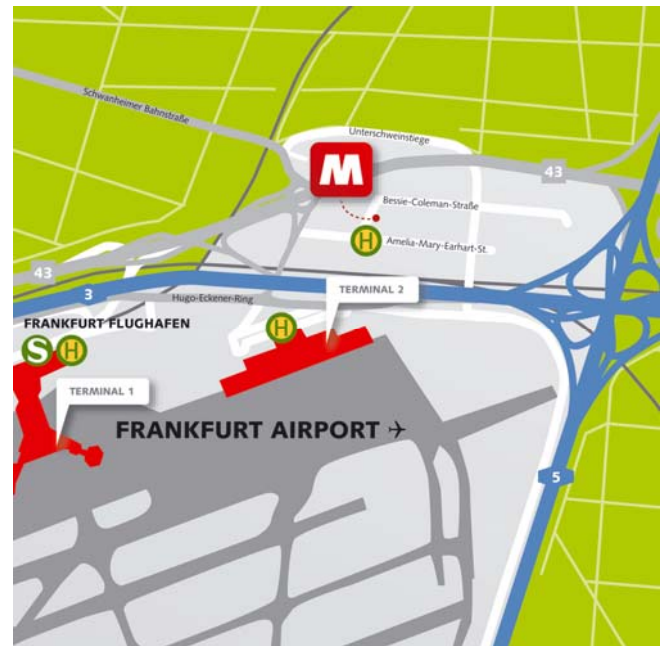 Schwanheimer Bahnstraße
Unterschweinstiege
M
43
Bessie-Coleman-Straße
H
Amelia-Mary-Earhart-St.
43
3
Hugo-Eckener-Ring
TERMINAL 2
FRANKFURT FLUGHAFEN
H
S
H
TERMINAL 1
FRANKFURT AIRPORT
5